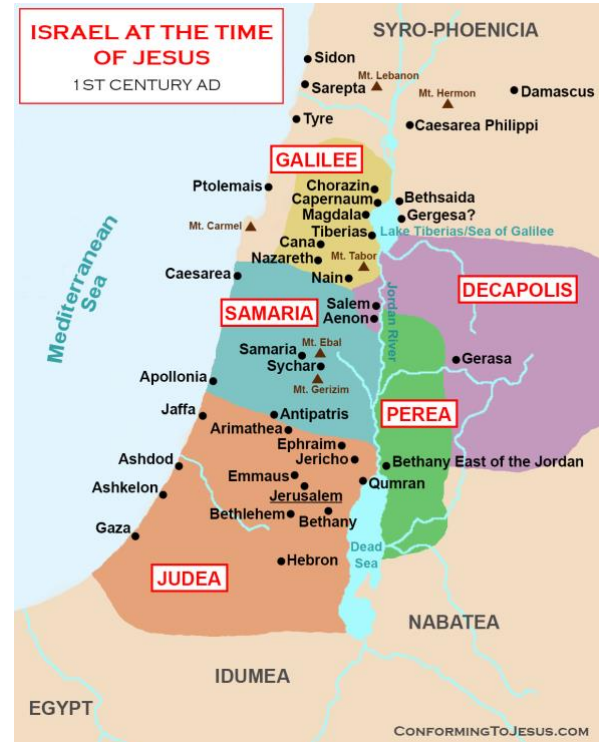 ISRAEL AT THE TIME
OF JESUS
1ST CENTURY AD
SYRO-PHOENICIA
Sidon
Mt. Lebanon
Sarepta
Mt. Hermon
Damascus
Tyre
Caesarea Philippi
GALILEE
Ptolemais
Chorazin
Capernaum
Bethsaida
Magdala
Gergesa?
Mt. Carmel
Tiberias
Lake Tiberias/Sea of Galilee
Cana
Nazareth
Mt. Tabor
Mediterranean
Sea
Caesarea
Nain
Jordan River
DECAPOLIS
Salem
SAMARIA
Aenon
Mt. Ebal
Samaria
Sychar
Gerasa
Mt. Gerizim
Apollonia
Jaffa
Antipatris
PEREA
Arimathea
Ephraim
Jericho
Bethany East of the Jordan
Ashdod
Emmaus
Qumran
Ashkelon
Jerusalem
Bethlehem
Bethany
Gaza
Dead
Sea
Hebron
JUDEA
NABATEA
IDUMEA
EGYPT
CONFORMINGTOJESUS.COM